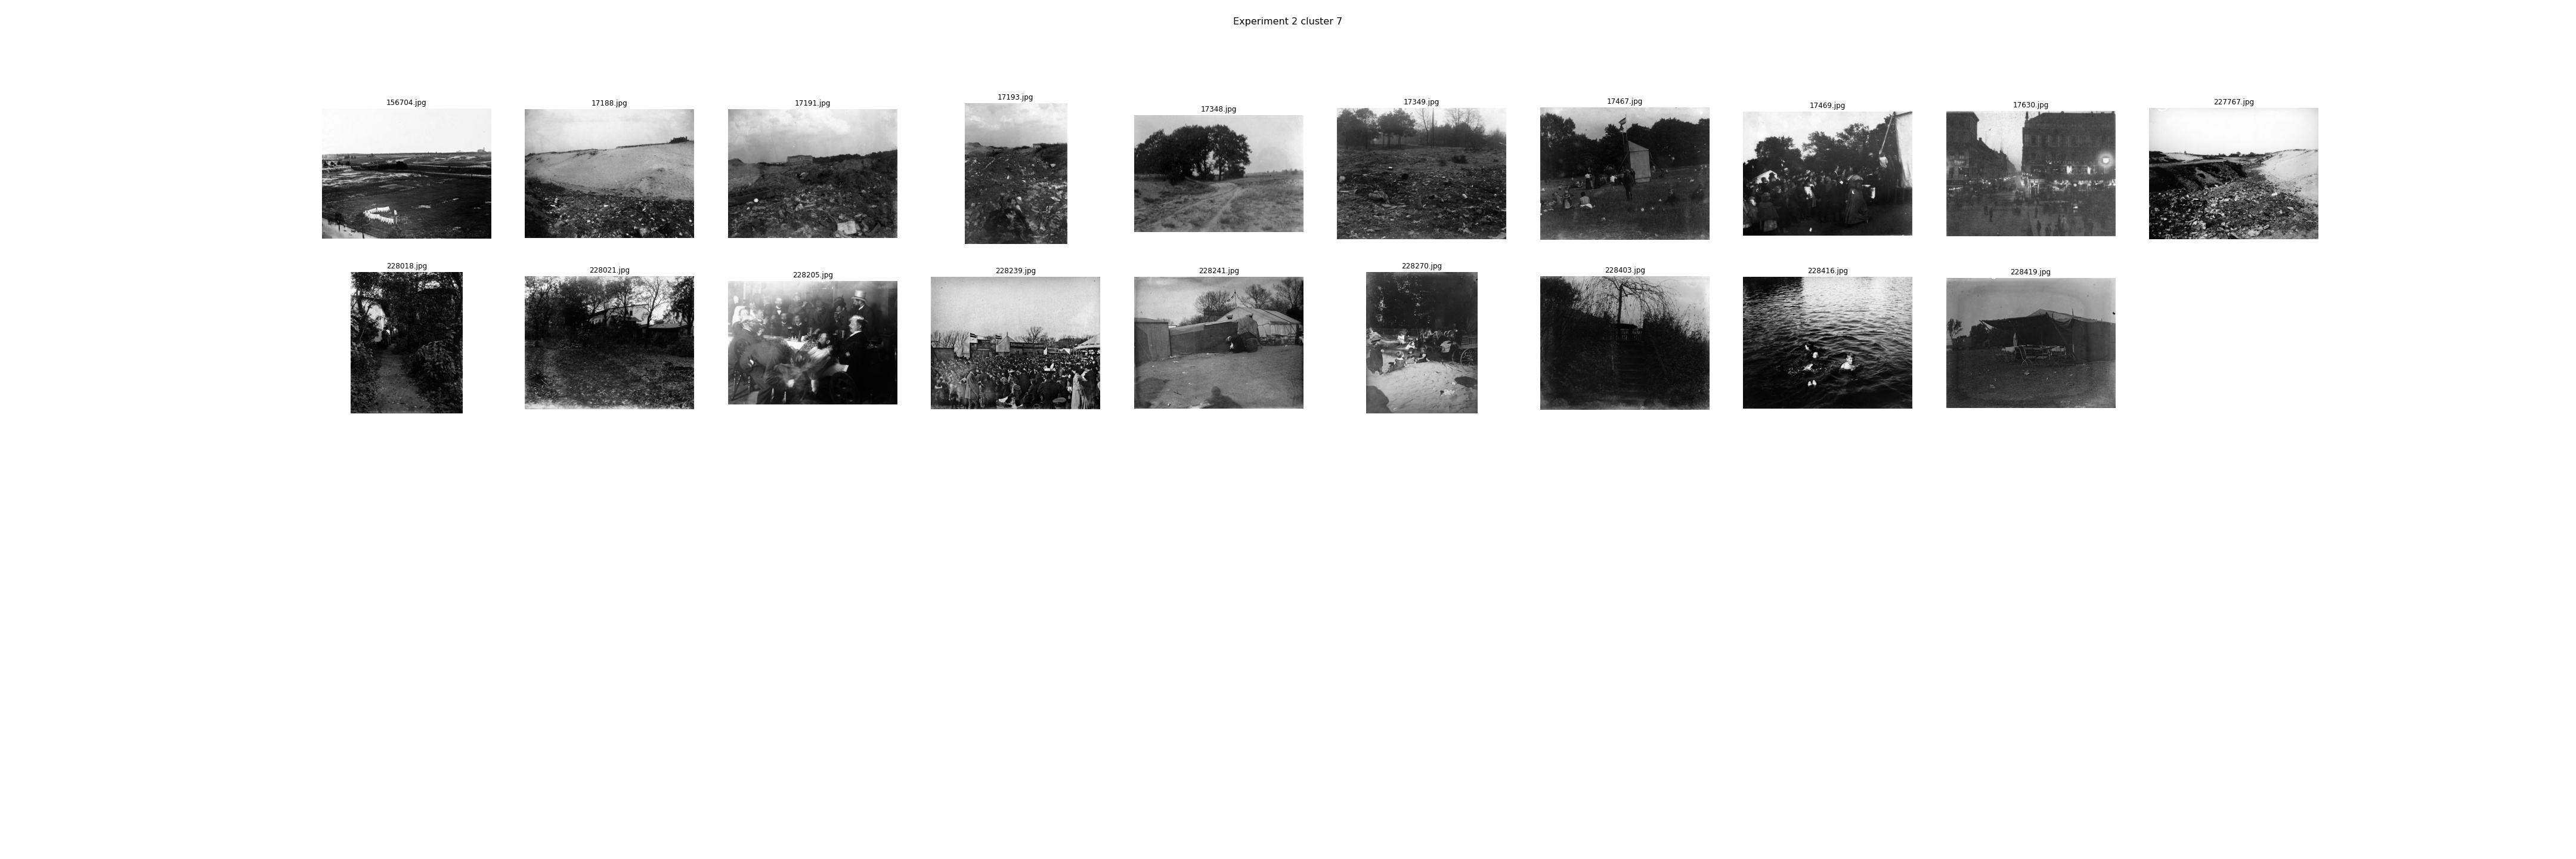 Experiment 2 cluster 7
156704.jpg
17188.jpg
17191.jpg
17193.jpg
17348.jpg
17349.jpg
17467.jpg
17469.jpg
17630.jpg
227767.jpg
228018.jpg
228021.jpg
228205.jpg
228239.jpg
228241.jpg
228270.jpg
228403.jpg
228416.jpg
228419.jpg